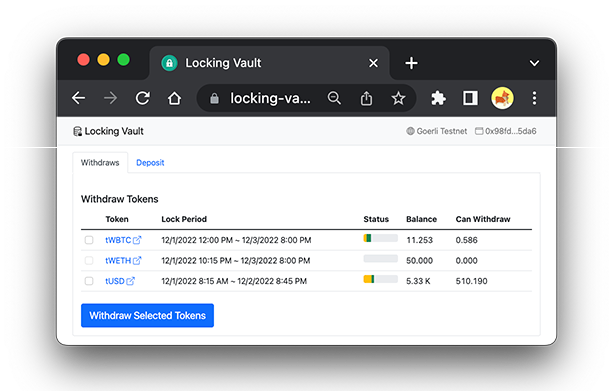 Locking Vault
locking-va...
Locking Vault Goerli Testnet 0x98fd...5da6
Withdraws Deposit
Withdraw Tokens
Token Lock Period Status Balance Can Withdraw
tWBTC 12/1/2022 12:00 PM ~ 12/3/2022 8:00 PM 11.253 0.586
tWETH 12/1/2022 10:15 PM ~ 12/3/2022 8:00 PM 50.000 0.000
tUSD 12/1/2022 8:15 AM ~ 12/2/2022 8:45 PM 5.33 K 510.190
Withdraw Selected Tokens